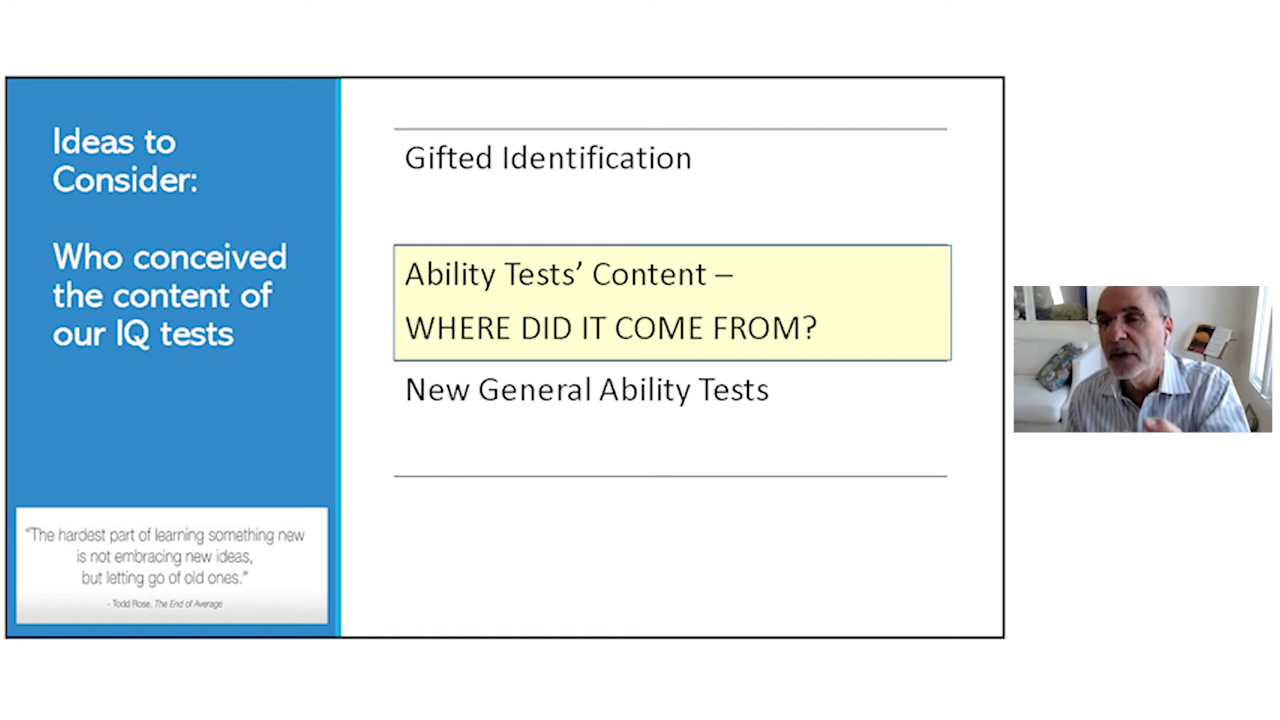 Ideas to
Consider:
Who conceived
the content of
our IQ tests
"The hardest part of learning something new
is not embracing new ideas,
but letting go of old ones."
- Todd Rose, The End of Average
Gifted Identification
Ability Tests’ Content –
WHERE DID IT COME FROM?
New General Ability Tests